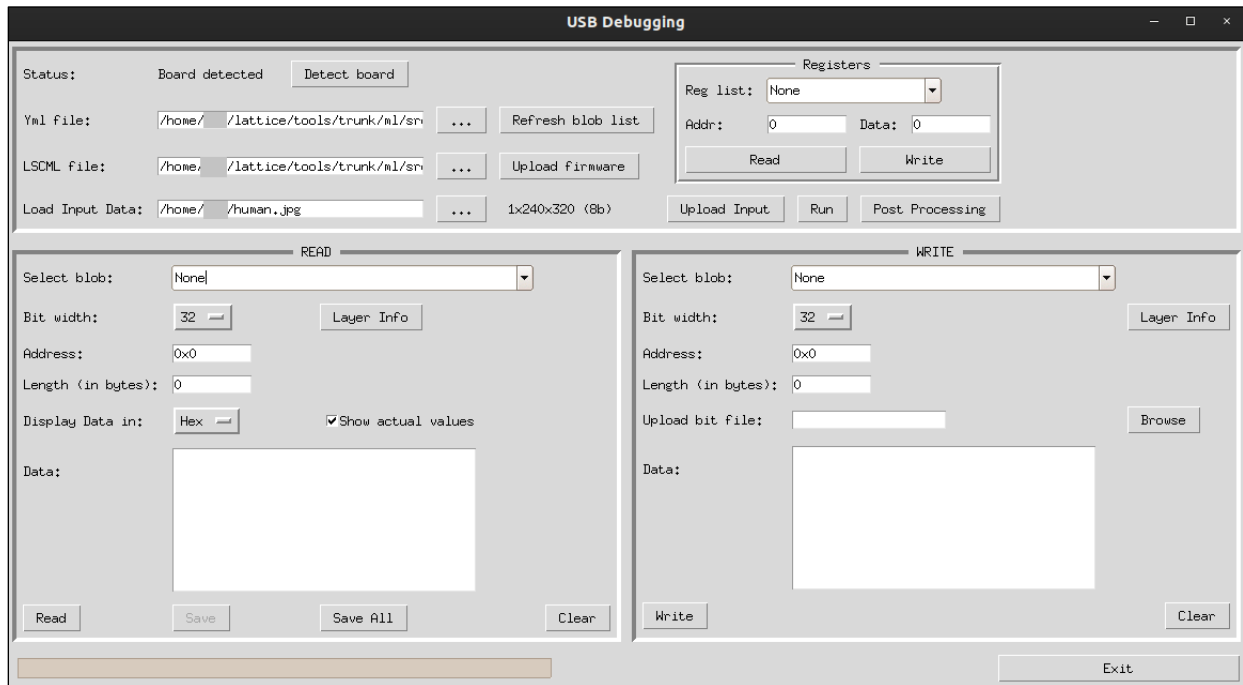 USB Debugging
Status: Board detected Detect board
Yml file: /home/ /lattice/tools/trunk/ml/sr ... Refresh blob list
LSCML file: /home/ /lattice/tools/trunk/ml/sr ... Upload firmware
Load Input Data: /home/ /human.jpg ... 1x240x320 (8b) Upload Input Run Post Processing
Registers
Reg list: None
Addr: 0 Data: 0
Read Write
READ
Select blob: None
Bit width: 32 Layer Info
Address: 0x0
Length (in bytes): 0
Display Data in: Hex Show actual values
Data:
Read Save Save All Clear
WRITE
Select blob: None
Bit width: 32 Layer Info
Address: 0x0
Length (in bytes): 0
Upload bit file: Browse
Data:
Write Clear
Exit